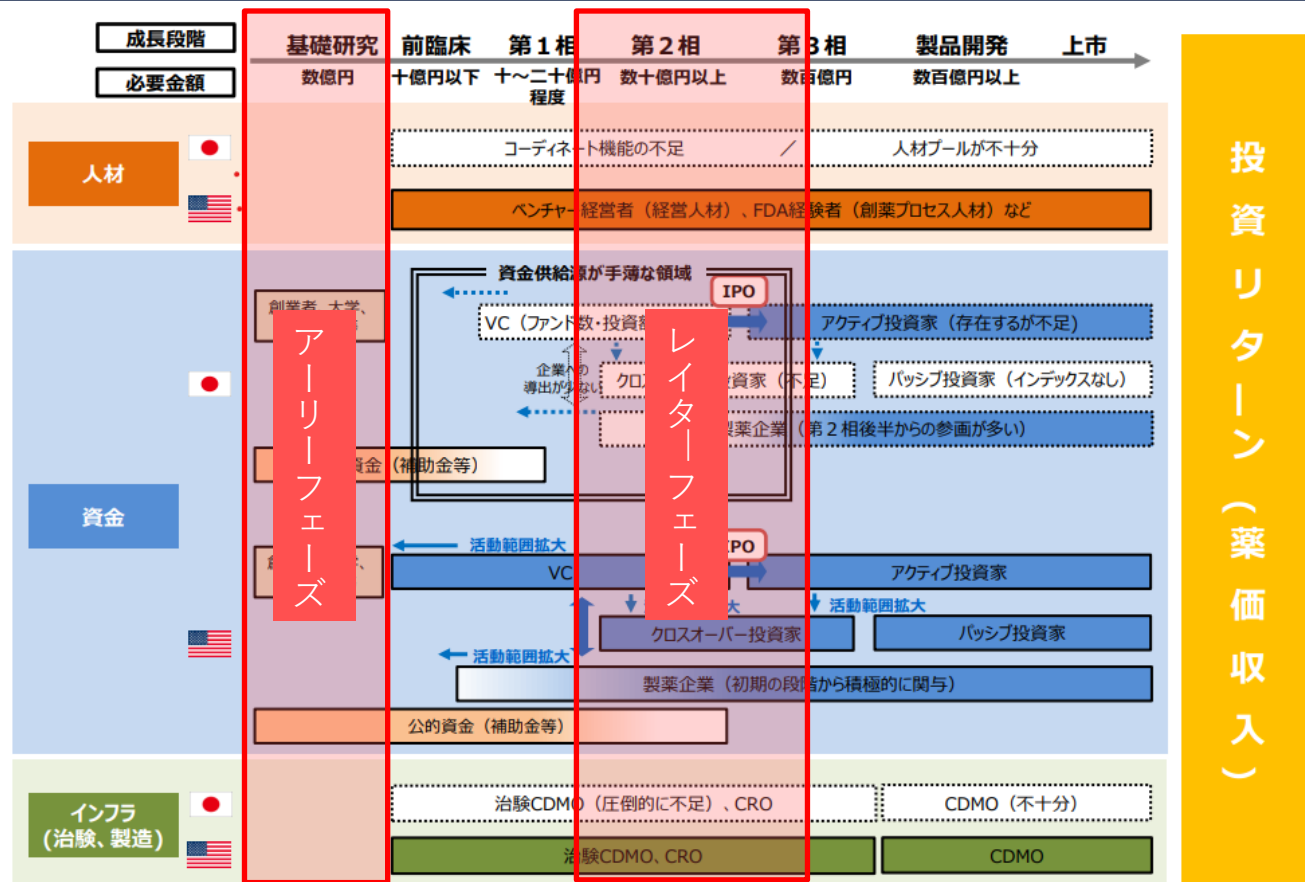 成長段階
基礎研究 前臨床 第1相 第2相 第3相 製品開発 上市
必要金額
数億円 十億円以下 十～二十億円程度 数十億円以上 数百億円 数百億円以上
人材
コーディネート機能の不足 / 人材プールが不十分
ベンチャー経営者（経営人材）、FDA経験者（創薬プロセス人材）など
資金
資金供給源が手薄な領域
IPO
創業者、大学、
VC（ファンド数・投資額
アクティブ投資家（存在するが不足）
企業への
導出が少ない
クロス
投資家（不足）
パッシブ投資家（インデックスなし）
製薬企業（第２相後半からの参画が多い）
資金（補助金等）
活動範囲拡大
IPO
VC
アクティブ投資家
活動範囲拡大
クロスオーバー投資家
パッシブ投資家
活動範囲拡大
製薬企業（初期の段階から積極的に関与）
公的資金（補助金等）
インフラ
(治験、製造)
治験CDMO（圧倒的に不足）、CRO
CDMO（不十分）
治験CDMO、CRO
CDMO
アーリーフェーズ
レイターフェーズ
投資リターン（薬価収入）